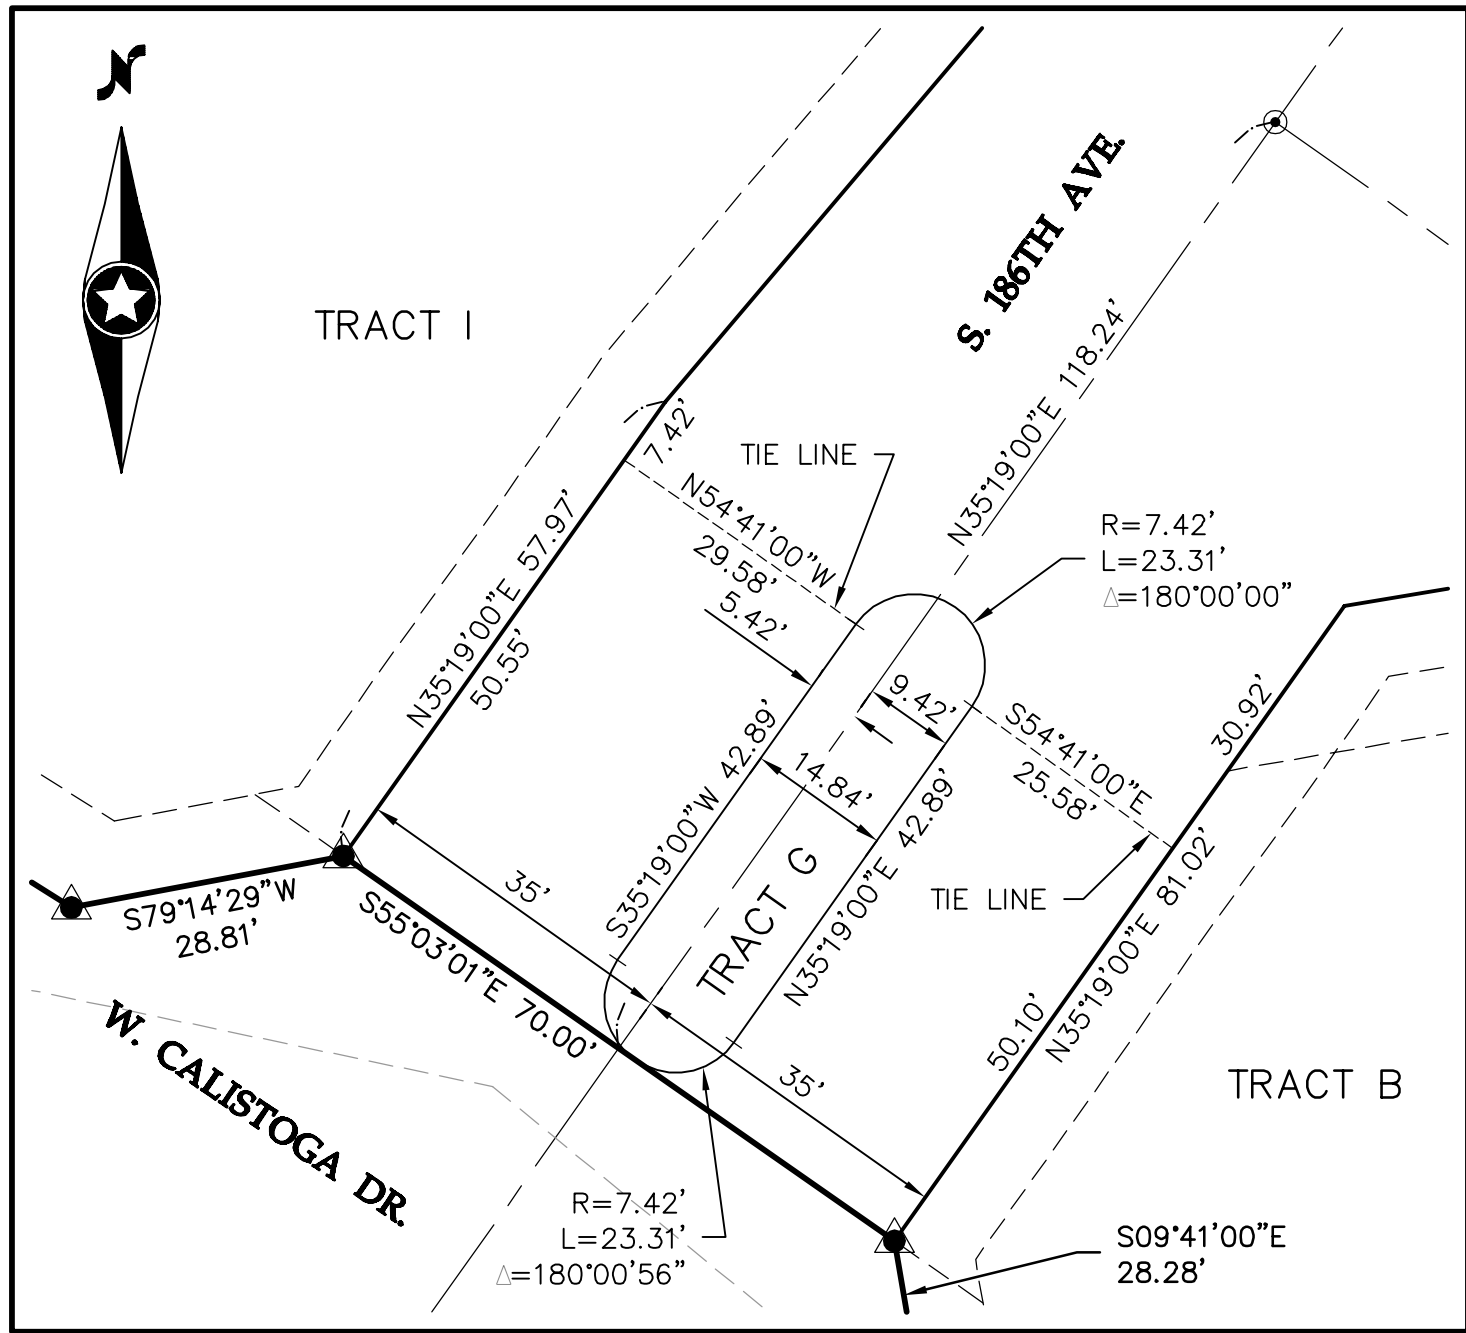 N
TRACT I
S. 186TH AVE.
N35°19'00"E 118.24'
7.42'
TIE LINE
N54°41'00"W
29.58'
5.42'
R=7.42'
L=23.31'
Δ=180°00'00"
N35°19'00"E 57.97'
50.55'
9.42'
S54°41'00"E
25.58'
30.92'
S35°19'00"W 42.89'
14.84'
N35°19'00"E 42.89'
TRACT G
TIE LINE
35'
S79°14'29"W
28.81'
S55°03'01"E 70.00'
35'
50.10'
N35°19'00"E 81.02'
TRACT B
W. CALISTOGA DR.
R=7.42'
L=23.31'
Δ=180°00'56"
S09°41'00"E
28.28'